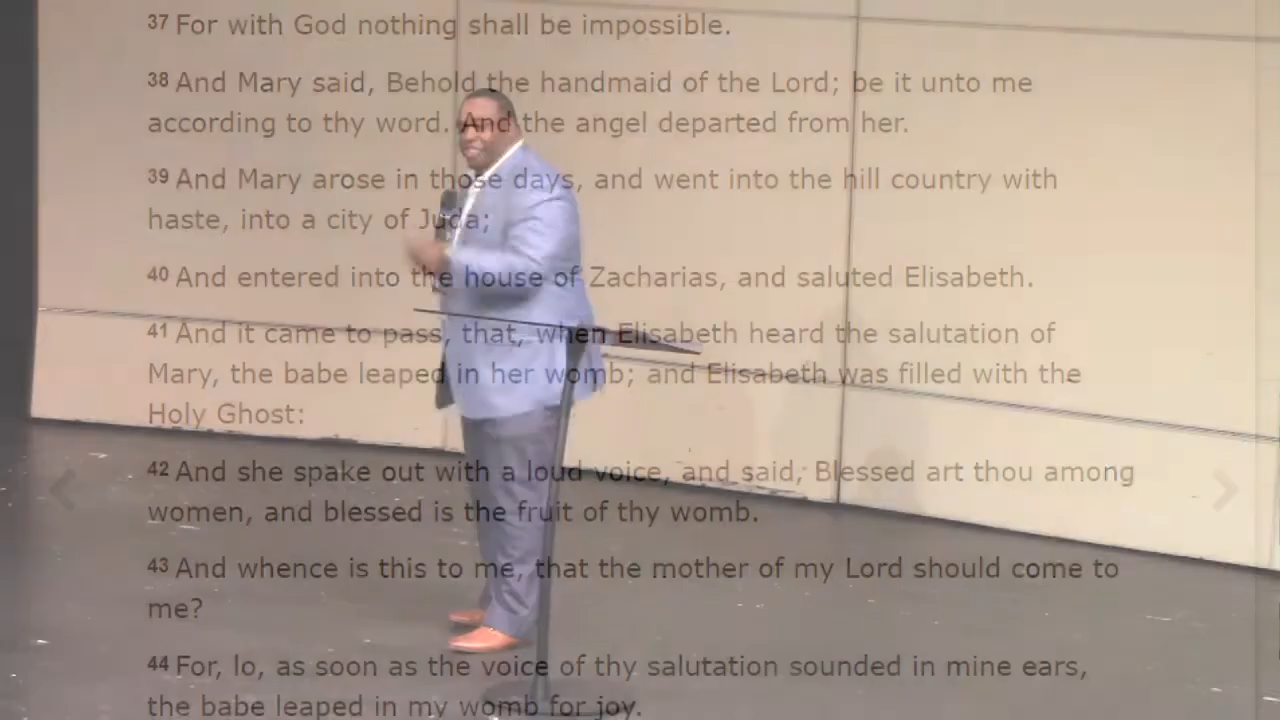 37 For with God nothing shall be impossible.
38 And Mary said, Behold the handmaid of the Lord; be it unto me
according to thy word. And the angel departed from her.
39 And Mary arose in those days, and went into the hill country with
haste, into a city of Juda;
40 And entered into the house of Zacharias, and saluted Elisabeth.
41 And it came to pass, that, when Elisabeth heard the salutation of
Mary, the babe leaped in her womb; and Elisabeth was filled with the
Holy Ghost:
42 And she spake out with a loud voice, and said, Blessed art thou among
women, and blessed is the fruit of thy womb.
43 And whence is this to me, that the mother of my Lord should come to
me?
44 For, lo, as soon as the voice of thy salutation sounded in mine ears,
the babe leaped in my womb for joy.